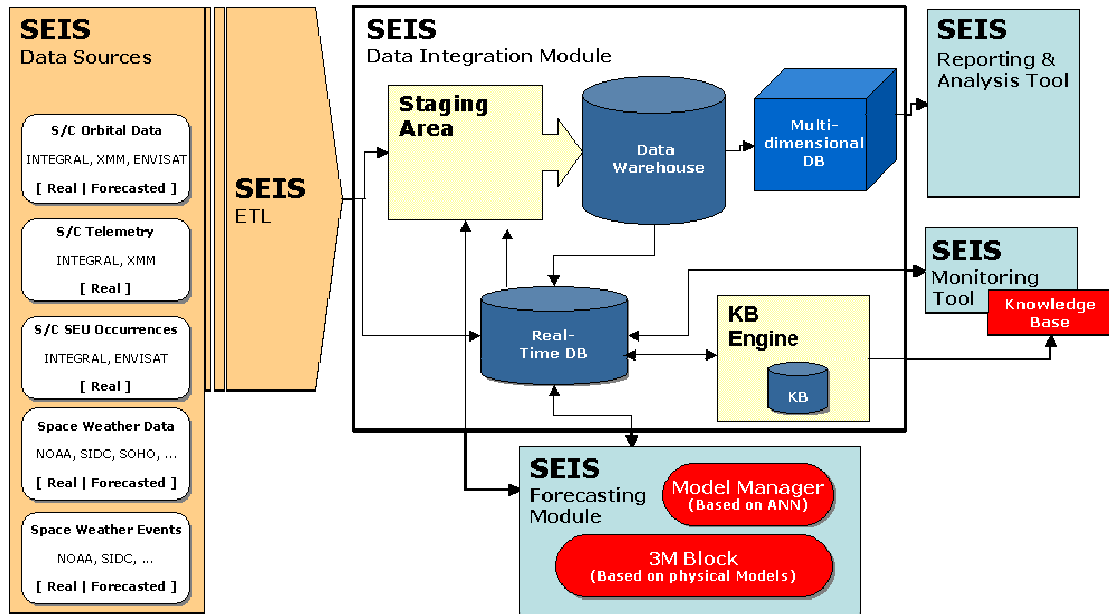 SEIS
Data Sources
S/C Orbital Data
INTEGRAL, XMM, ENVISAT
[ Real | Forecasted ]
S/C Telemetry
INTEGRAL, XMM
[ Real ]
S/C SEU Occurrences
INTEGRAL, ENVISAT
[ Real ]
Space Weather Data
NOAA, SIDC, SOHO, ...
[ Real | Forecasted ]
Space Weather Events
NOAA, SIDC, ...
[ Real | Forecasted ]
SEIS
ETL
SEIS
Data Integration Module
Staging
Area
Data
Warehouse
Multi-
dimensional
DB
Real-
Time DB
KB
Engine
KB
SEIS
Reporting &
Analysis Tool
SEIS
Monitoring
Tool
Knowledge
Base
SEIS
Forecasting
Module
Model Manager
(Based on ANN)
3M Block
(Based on physical Models)